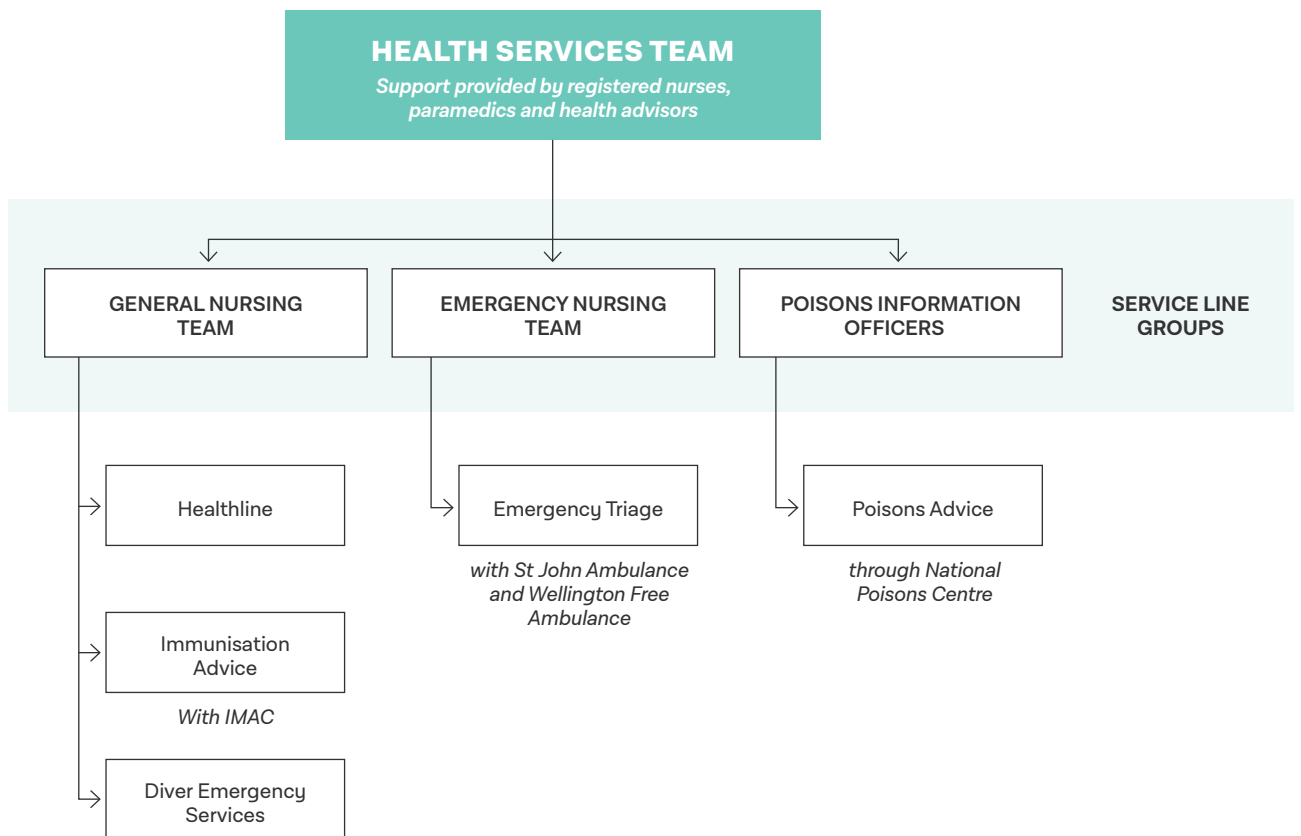 HEALTH SERVICES TEAM
Support provided by registered nurses,
paramedics and health advisors
GENERAL NURSING
TEAM
EMERGENCY NURSING
TEAM
POISONS INFORMATION
OFFICERS
SERVICE LINE
GROUPS
Healthline
Emergency Triage
Poisons Advice
with St John Ambulance
and Wellington Free
Ambulance
through National
Poisons Centre
Immunisation
Advice
With IMAC
Diver Emergency
Services